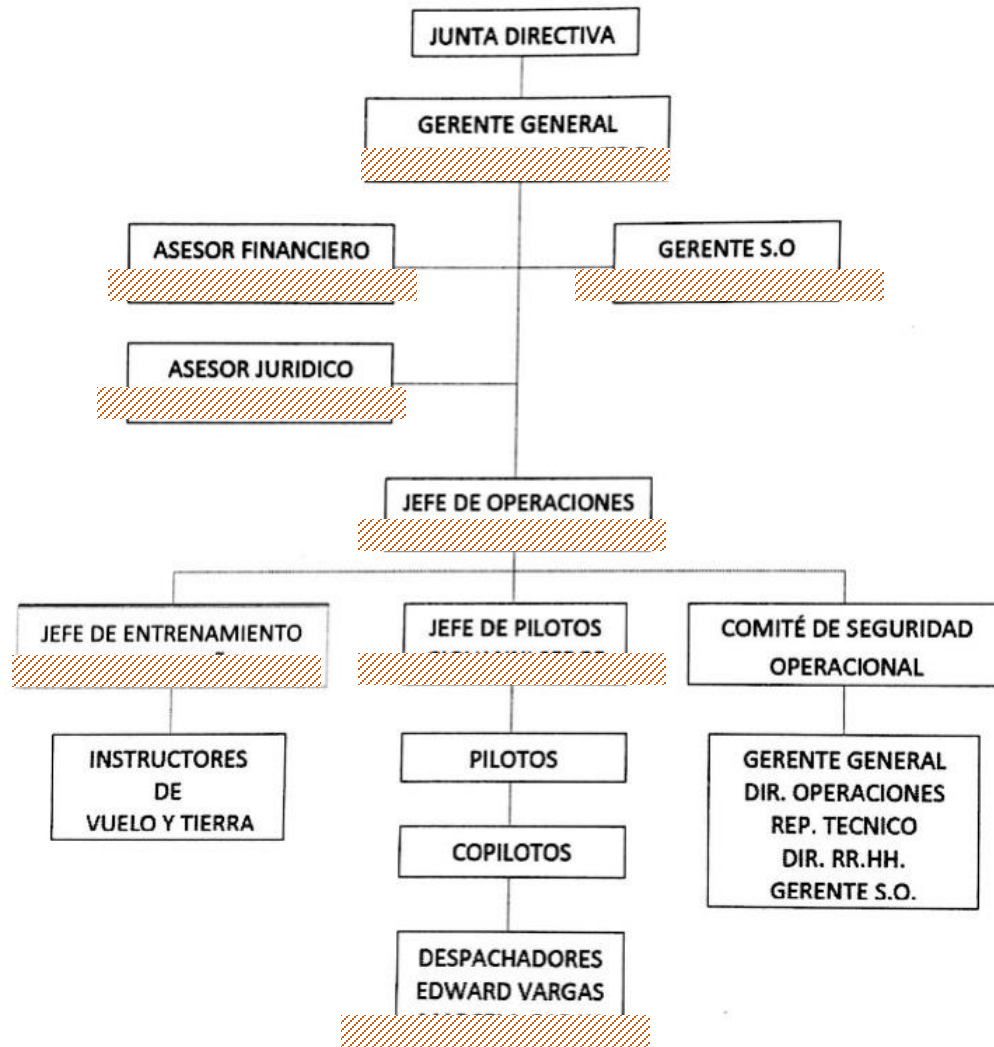 JUNTA DIRECTIVA
GERENTE GENERAL
ASESOR FINANCIERO
GERENTE S.O
ASESOR JURIDICO
JEFE DE OPERACIONES
JEFE DE ENTRENAMIENTO
JEFE DE PILOTOS
COMITÉ DE SEGURIDAD
OPERACIONAL
INSTRUCTORES
DE
VUELO Y TIERRA
PILOTOS
COPILOTOS
DESPACHADORES
EDWARD VARGAS
GERENTE GENERAL
DIR. OPERACIONES
REP. TECNICO
DIR. RR.HH.
GERENTE S.O.